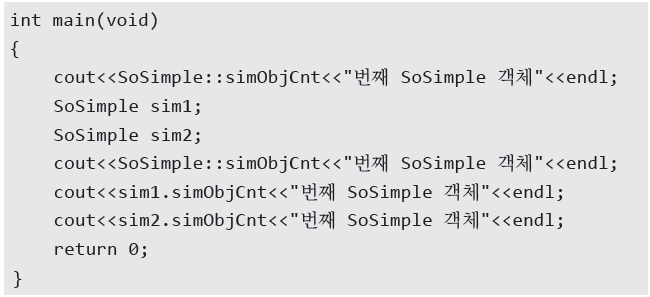 int main(void)
{
    cout<<SoSimple::simObjCnt<<"번째 SoSimple 객체"<<endl;
    SoSimple sim1;
    SoSimple sim2;
    cout<<SoSimple::simObjCnt<<"번째 SoSimple 객체"<<endl;
    cout<<sim1.simObjCnt<<"번째 SoSimple 객체"<<endl;
    cout<<sim2.simObjCnt<<"번째 SoSimple 객체"<<endl;
    return 0;
}